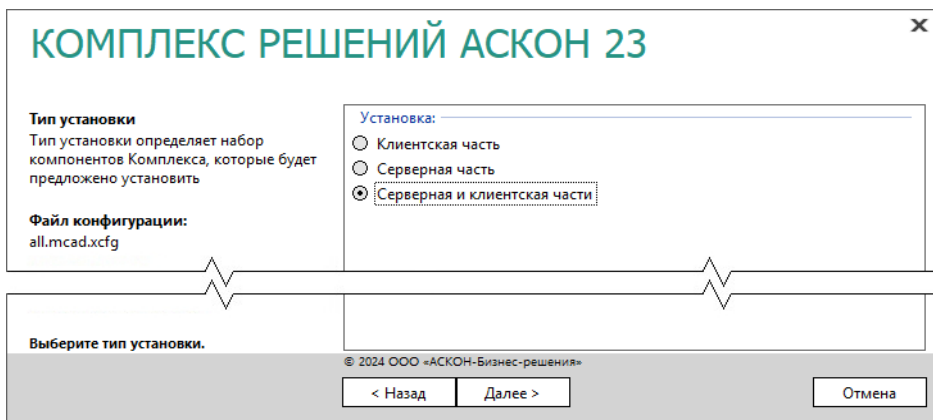 КОМПЛЕКС РЕШЕНИЙ АСКОН 23
Тип установки
Тип установки определяет набор
компонентов Комплекса, которые будет
предложено установить
Файл конфигурации:
all.mcad.xcfg
Установка:
Клиентская часть
Серверная часть
Серверная и клиентская части
Выберите тип установки.
© 2024 ООО «АСКОН-Бизнес-решения»
< Назад
Далее >
Отмена